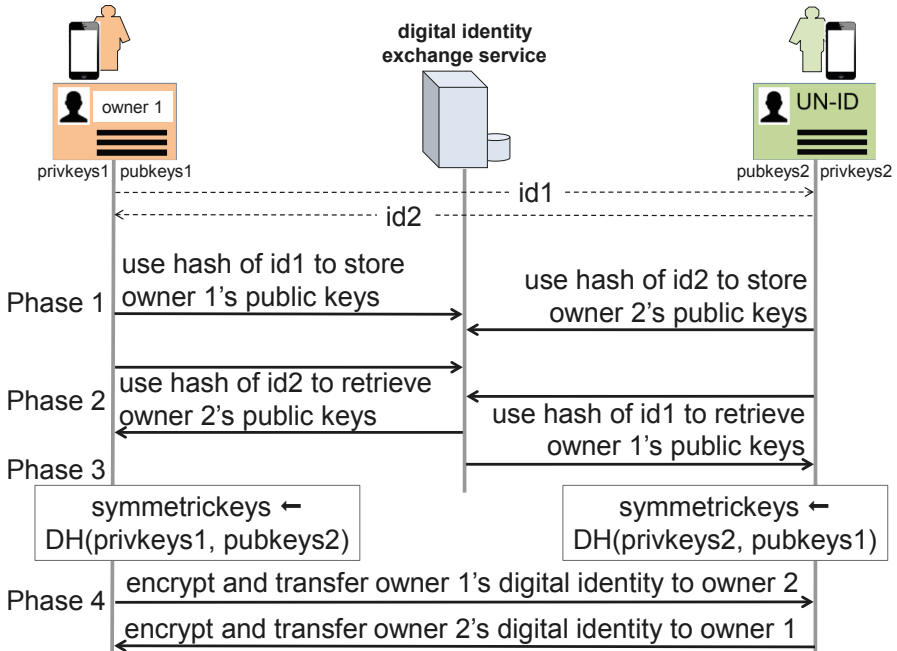 digital identity
exchange service
owner 1
UN-ID
privkeys1 pubkeys1
pubkeys2 privkeys2
id1
id2
Phase 1
use hash of id1 to store
owner 1's public keys
use hash of id2 to store
owner 2's public keys
Phase 2
use hash of id2 to retrieve
owner 2's public keys
use hash of id1 to retrieve
owner 1's public keys
Phase 3
symmetrickeys ←
DH(privkeys1, pubkeys2)
symmetrickeys ←
DH(privkeys2, pubkeys1)
Phase 4
encrypt and transfer owner 1's digital identity to owner 2
encrypt and transfer owner 2's digital identity to owner 1